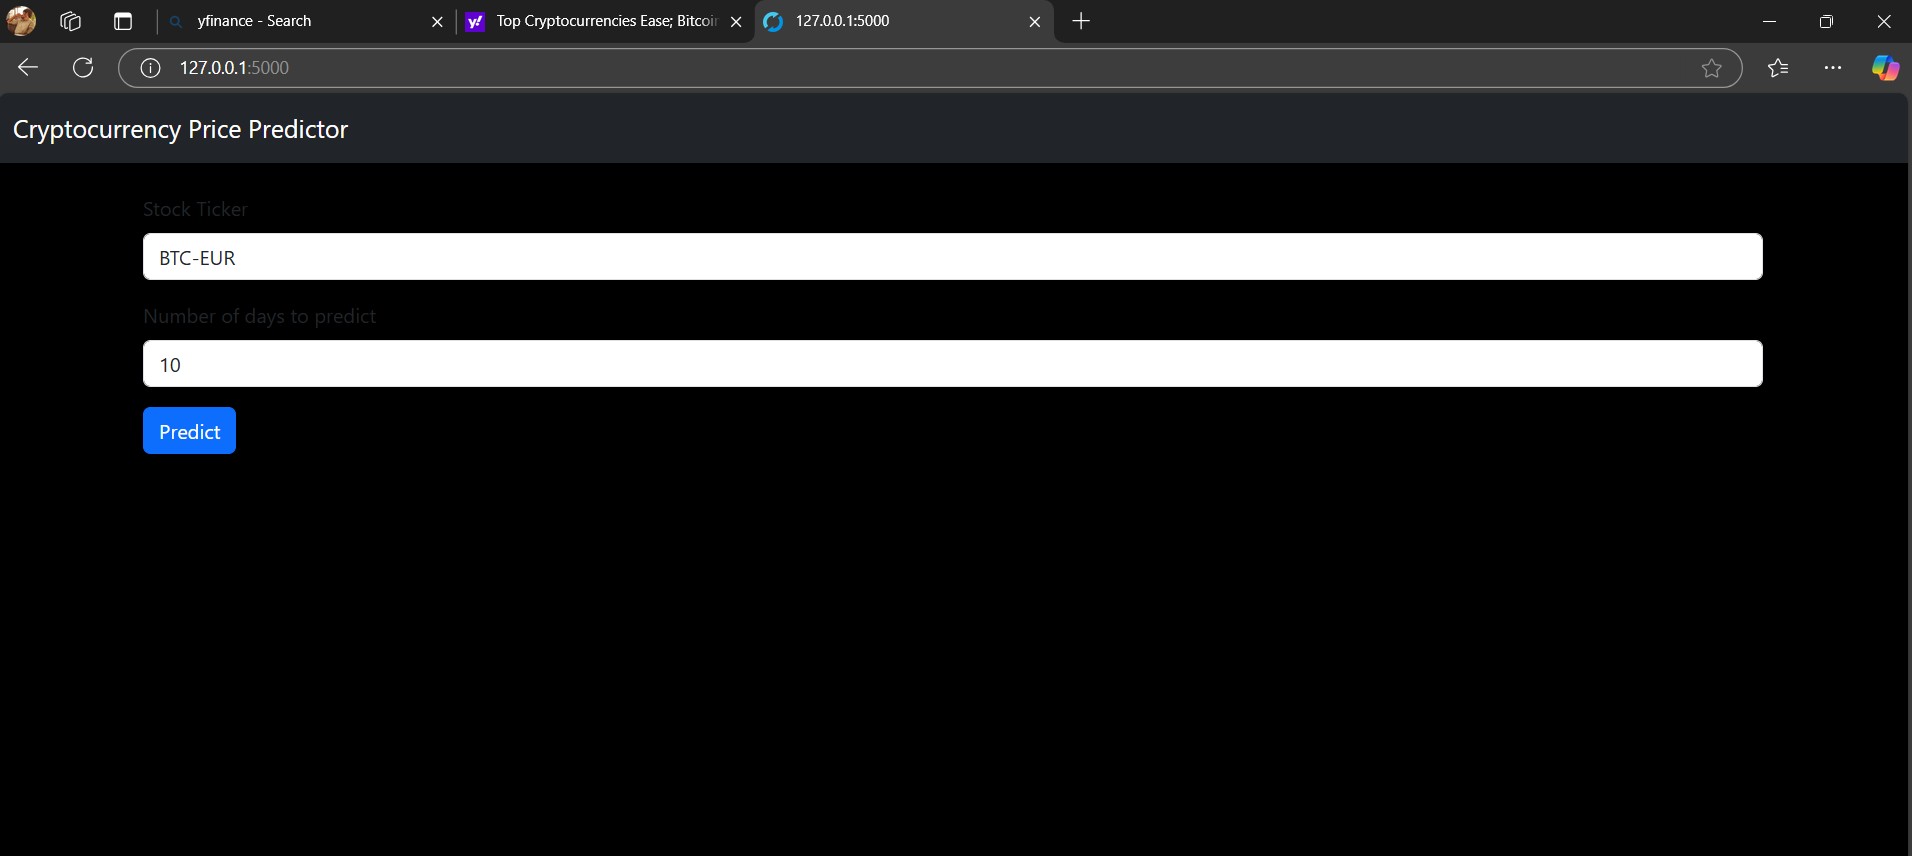 yfinance - Search
Top Cryptocurrencies Ease; Bitcoin
127.0.0.1:5000
127.0.0.1:5000
Cryptocurrency Price Predictor
Stock Ticker
BTC-EUR
Number of days to predict
10
Predict